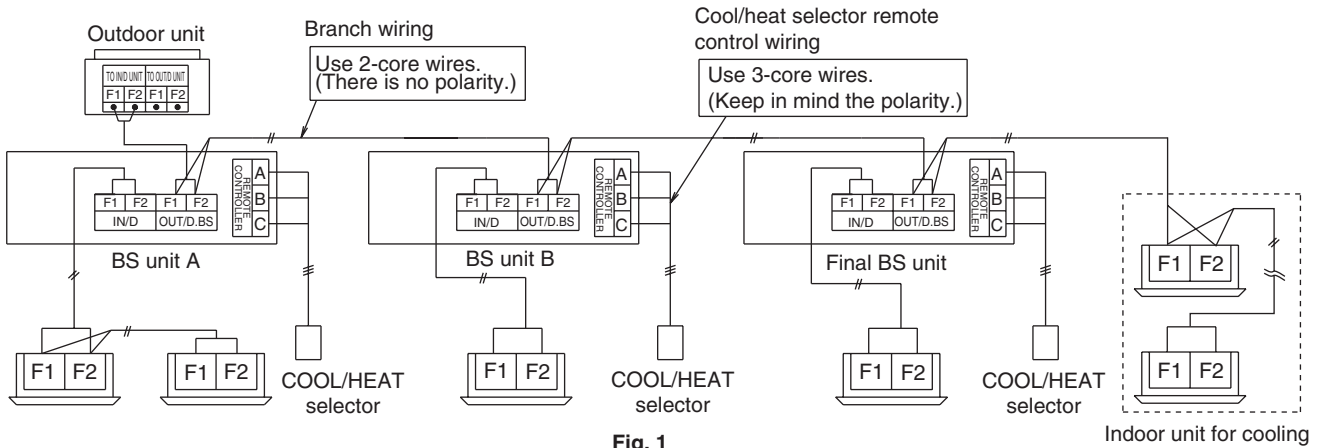 Outdoor unit
TO IN/D UNIT TO OUT/D UNIT
F1 F2 F1 F2
Branch wiring
Use 2-core wires.
(There is no polarity.)
Cool/heat selector remote
control wiring
Use 3-core wires.
(Keep in mind the polarity.)
F1 F2 F1 F2
IN/D OUT/D.BS
REMOTE
CONTROLLER
A
B
C
BS unit A
F1 F2 F1 F2
IN/D OUT/D.BS
REMOTE
CONTROLLER
A
B
C
BS unit B
F1 F2 F1 F2
IN/D OUT/D.BS
REMOTE
CONTROLLER
A
B
C
Final BS unit
F1 F2
F1 F2
COOL/HEAT
selector
F1 F2
COOL/HEAT
selector
F1 F2
COOL/HEAT
selector
F1 F2
F1 F2
Indoor unit for cooling
Fig. 1